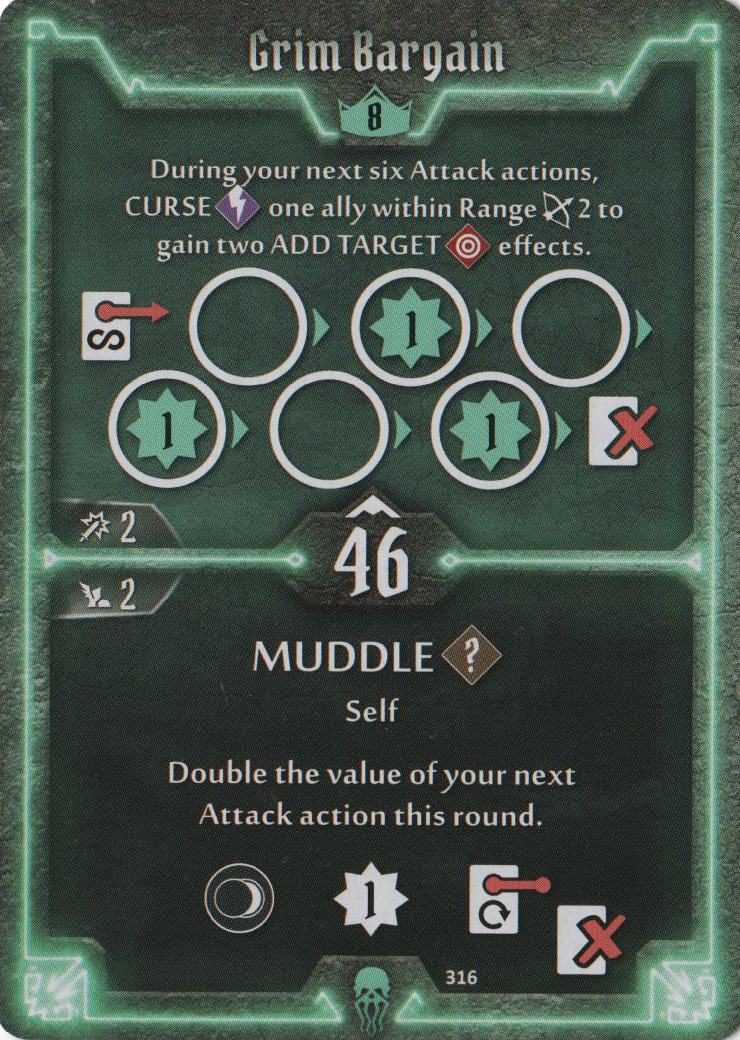 Grim Bargain
8
During your next six Attack actions,
CURSE one ally within Range 2 to
gain two ADD TARGET effects.
1
1 1
2
46
2
MUDDLE ?
Self
Double the value of your next
Attack action this round.
1
316